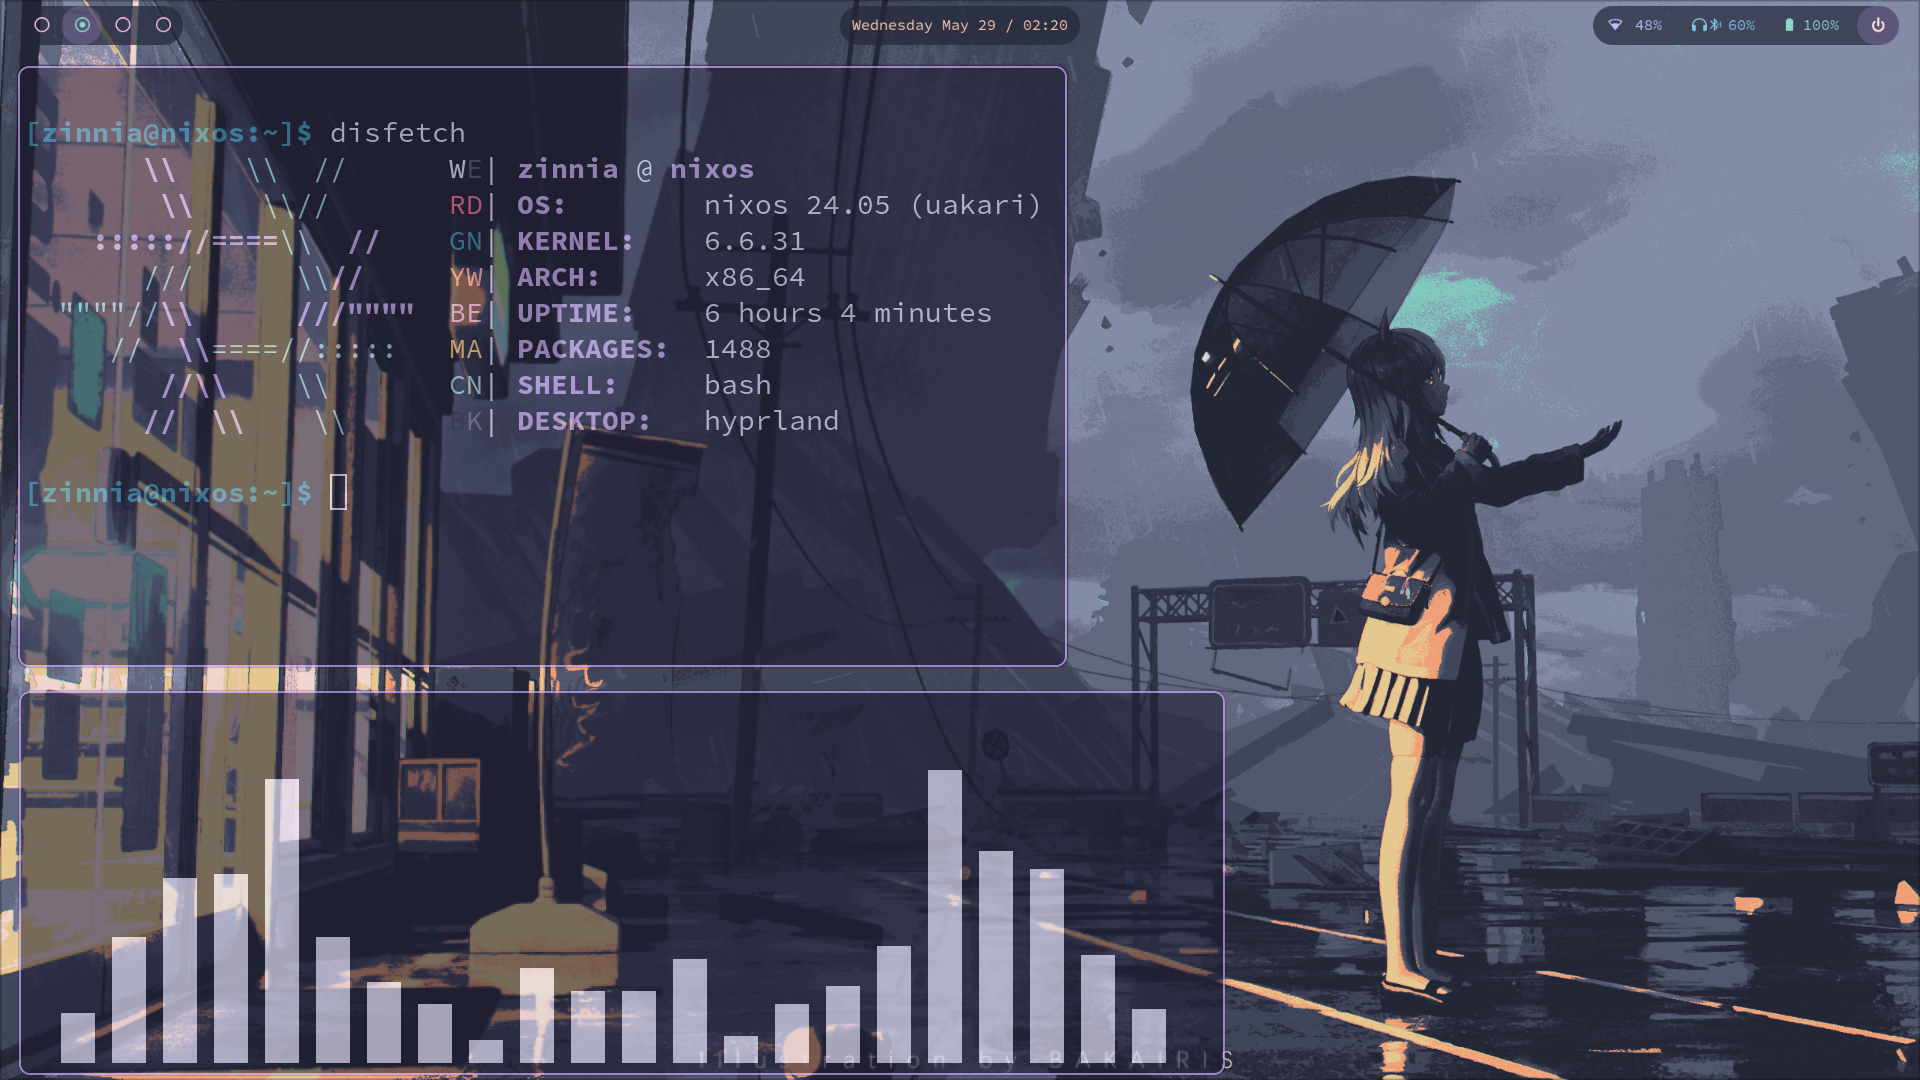 Wednesday May 29 / 02:20
48% 60% 100%
[zinnia@nixos:~]$ disfetch
\\ \\ // WE| zinnia @ nixos
\\ \\// RD| OS: nixos 24.05 (uakari)
::::://====\\ // GN| KERNEL: 6.6.31
/// \\// YW| ARCH: x86_64
""""//\\ ///"""" BE| UPTIME: 6 hours 4 minutes
// \\====//::::: MA| PACKAGES: 1488
//\\ \\ CN| SHELL: bash
// \\ \\ BK| DESKTOP: hyprland
[zinnia@nixos:~]$
Illustration by BAKAIRIS